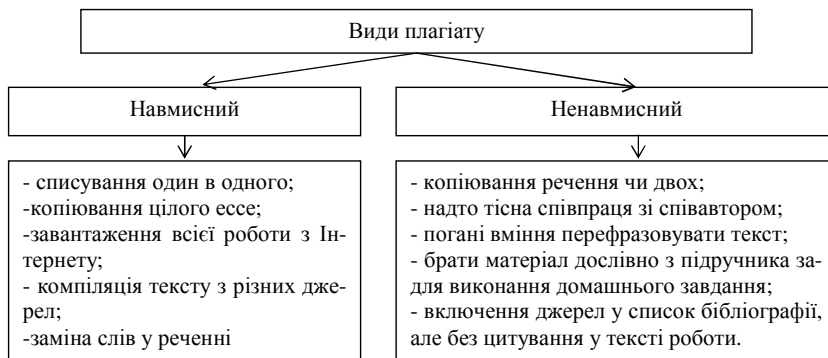 Види плагіату
Навмисний
Ненавмисний
- списування один в одного;
-копіювання цілого ессе;
-завантаження всієї роботи з Ін-
тернету;
- компіляція тексту з різних дже-
рел;
-заміна слів у реченні
- копіювання речення чи двох;
- надто тісна співпраця зі співавтором;
- погані вміння перефразовувати текст;
- брати матеріал дослівно з підручника за-
для виконання домашнього завдання;
- включення джерел у список бібліографії,
але без цитування у тексті роботи.